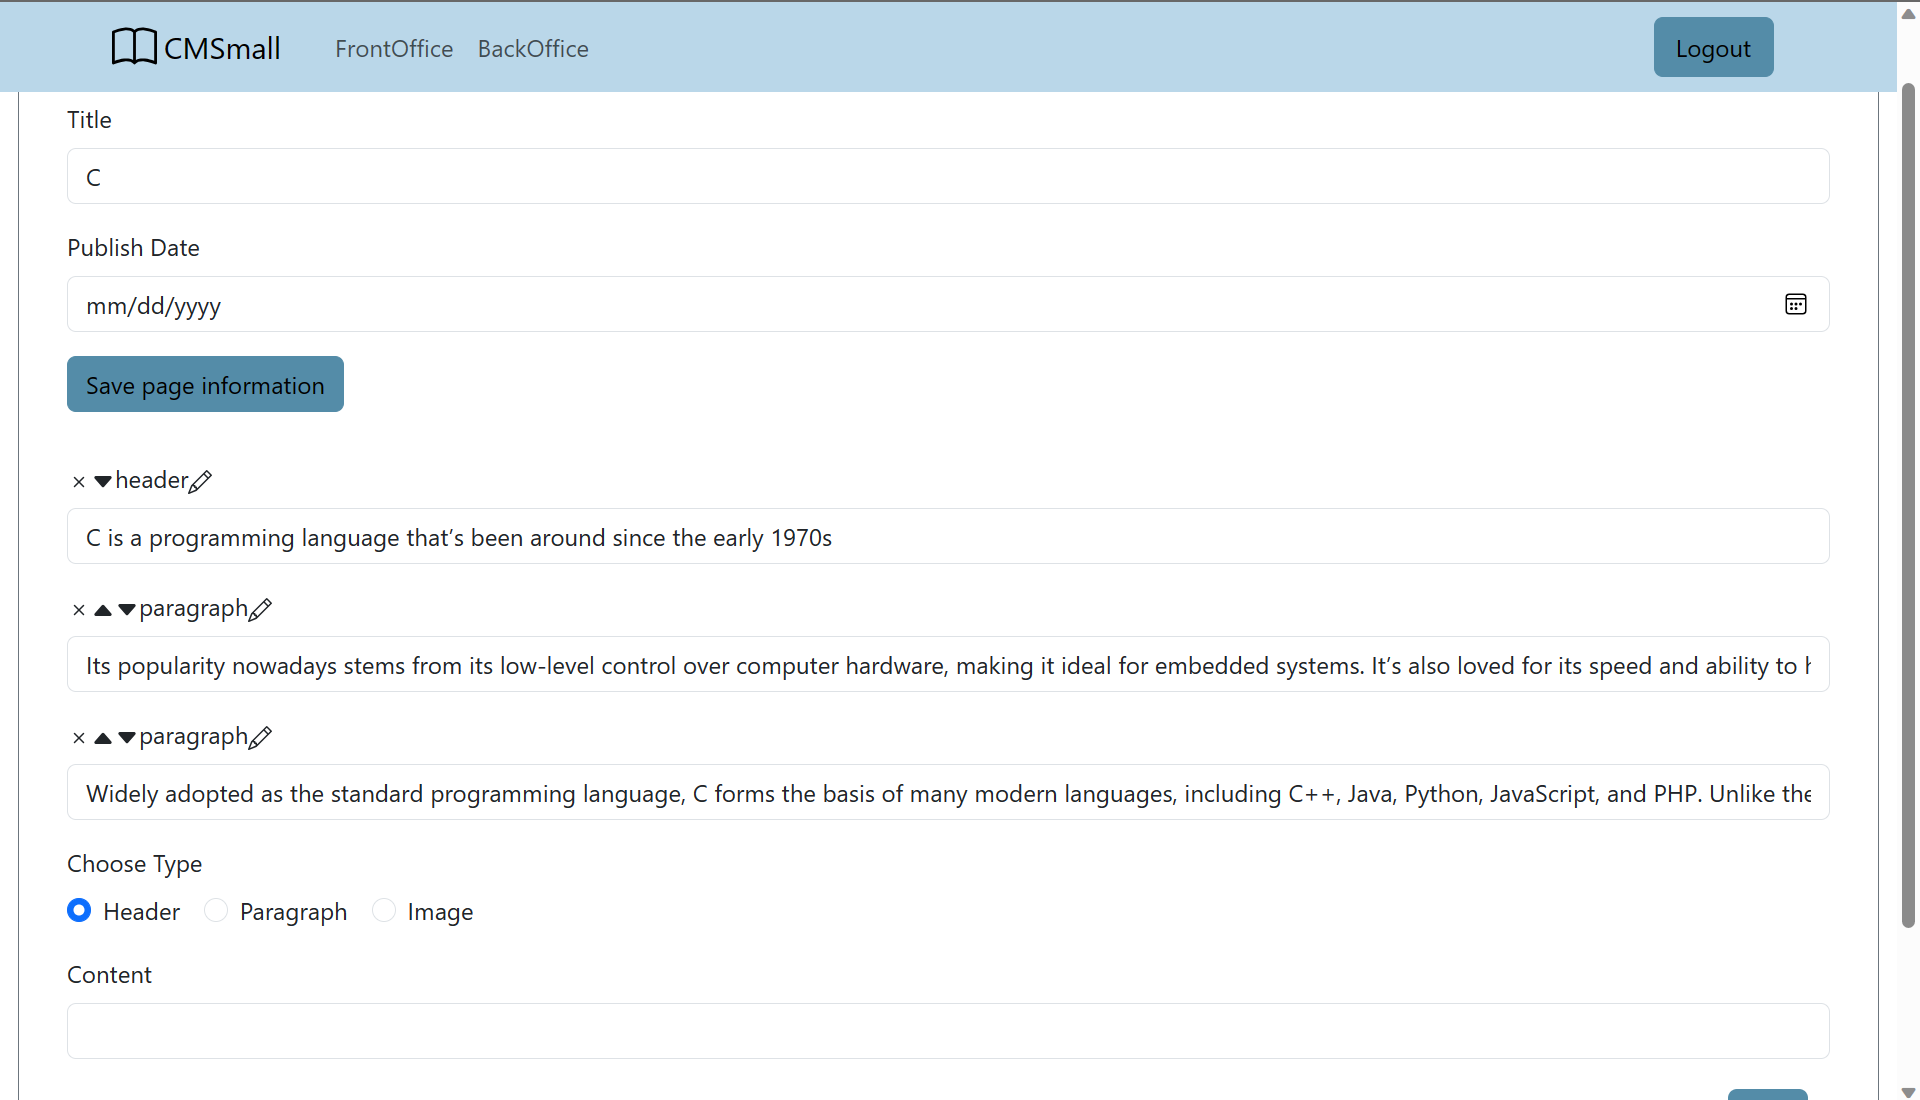 CMSmall
FrontOffice
BackOffice
Logout
Title
C
Publish Date
mm/dd/yyyy
Save page information
header
C is a programming language that’s been around since the early 1970s
paragraph
Its popularity nowadays stems from its low-level control over computer hardware, making it ideal for embedded systems. It’s also loved for its speed and ability to
paragraph
Widely adopted as the standard programming language, C forms the basis of many modern languages, including C++, Java, Python, JavaScript, and PHP. Unlike the
Choose Type
Header
Paragraph
Image
Content